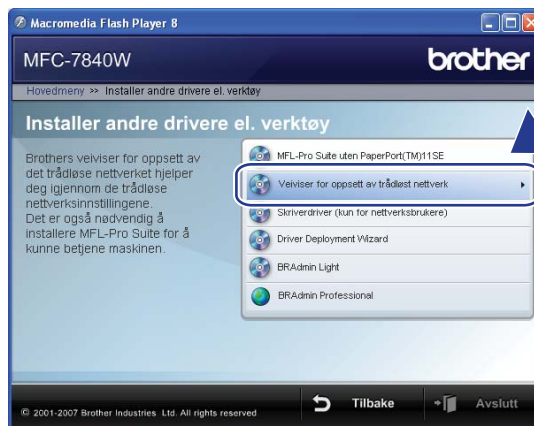 Macromedia Flash Player 8
MFC-7840W
brother
Hovedmeny >> Installer andre drivere el. verktøy
Installer andre drivere el. verktøy
Brothers veiviser for oppsett av
det trådløse nettverket hjelper
deg igjennom de trådløse
nettverksinnstillingene.
Det er også nødvendig å
installere MFL-Pro Suite for å
kunne betjene maskinen.
MFL-Pro Suite uten PaperPort(TM)11SE
Veiviser for oppsett av trådløst nettverk
Skriverdriver (kun for nettverksbrukere)
Driver Deployment Wizard
BRAdmin Light
BRAdmin Professional
© 2001-2007 Brother Industries Ltd. All rights reserved
Tilbake
Avslutt